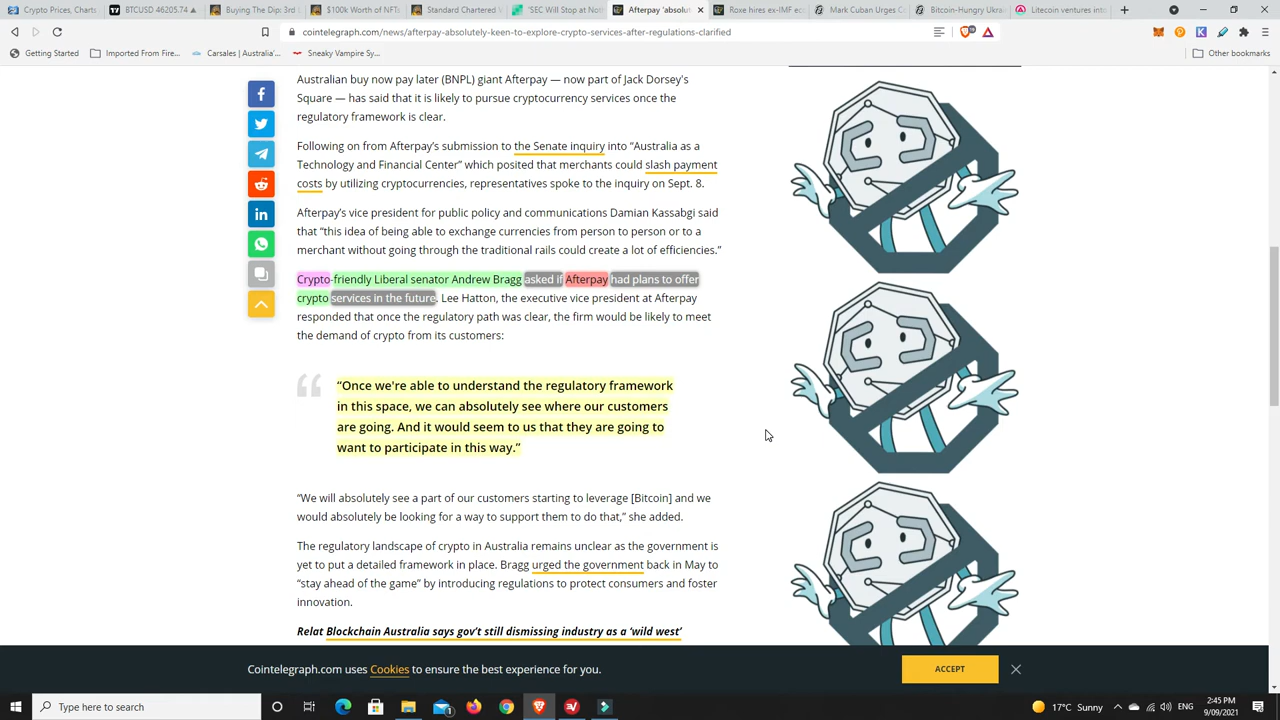 Crypto Prices, Charts
BTCUSD 46205.74
Buying The Dip: 3rd
$100k Worth of NFTs
Standard Chartered
"SEC Will Stop at Not
Afterpay 'absolut
Roxe hires ex-IMF ec
Mark Cuban Urges C
Bitcoin-Hungry Ukrai
Litecoin ventures into
cointelegraph.com/news/afterpay-absolutely-keen-to-explore-crypto-services-after-regulations-clarified
Getting Started
Imported From Fire...
Carsales | Australia'...
Sneaky Vampire Sy...
Other bookmarks
Australian buy now pay later (BNPL) giant Afterpay — now part of Jack Dorsey's
Square — has said that it is likely to pursue cryptocurrency services once the
regulatory framework is clear.
Following on from Afterpay's submission to the Senate inquiry into "Australia as a
Technology and Financial Center" which posited that merchants could slash payment
costs by utilizing cryptocurrencies, representatives spoke to the inquiry on Sept. 8.
Afterpay's vice president for public policy and communications Damian Kassabgi said
that "this idea of being able to exchange currencies from person to person or to a
merchant without going through the traditional rails could create a lot of efficiencies."
Crypto-friendly Liberal senator Andrew Bragg asked if Afterpay had plans to offer
crypto services in the future. Lee Hatton, the executive vice president at Afterpay
responded that once the regulatory path was clear, the firm would be likely to meet
the demand of crypto from its customers:
"Once we're able to understand the regulatory framework
in this space, we can absolutely see where our customers
are going. And it would seem to us that they are going to
want to participate in this way."
"We will absolutely see a part of our customers starting to leverage [Bitcoin] and we
would absolutely be looking for a way to support them to do that," she added.
The regulatory landscape of crypto in Australia remains unclear as the government is
yet to put a detailed framework in place. Bragg urged the government back in May to
"stay ahead of the game" by introducing regulations to protect consumers and foster
innovation.
Relat Blockchain Australia says gov't still dismissing industry as a 'wild west'
Cointelegraph.com uses Cookies to ensure the best experience for you.
ACCEPT
Type here to search
17°C Sunny
ENG
2:45 PM
9/09/2021